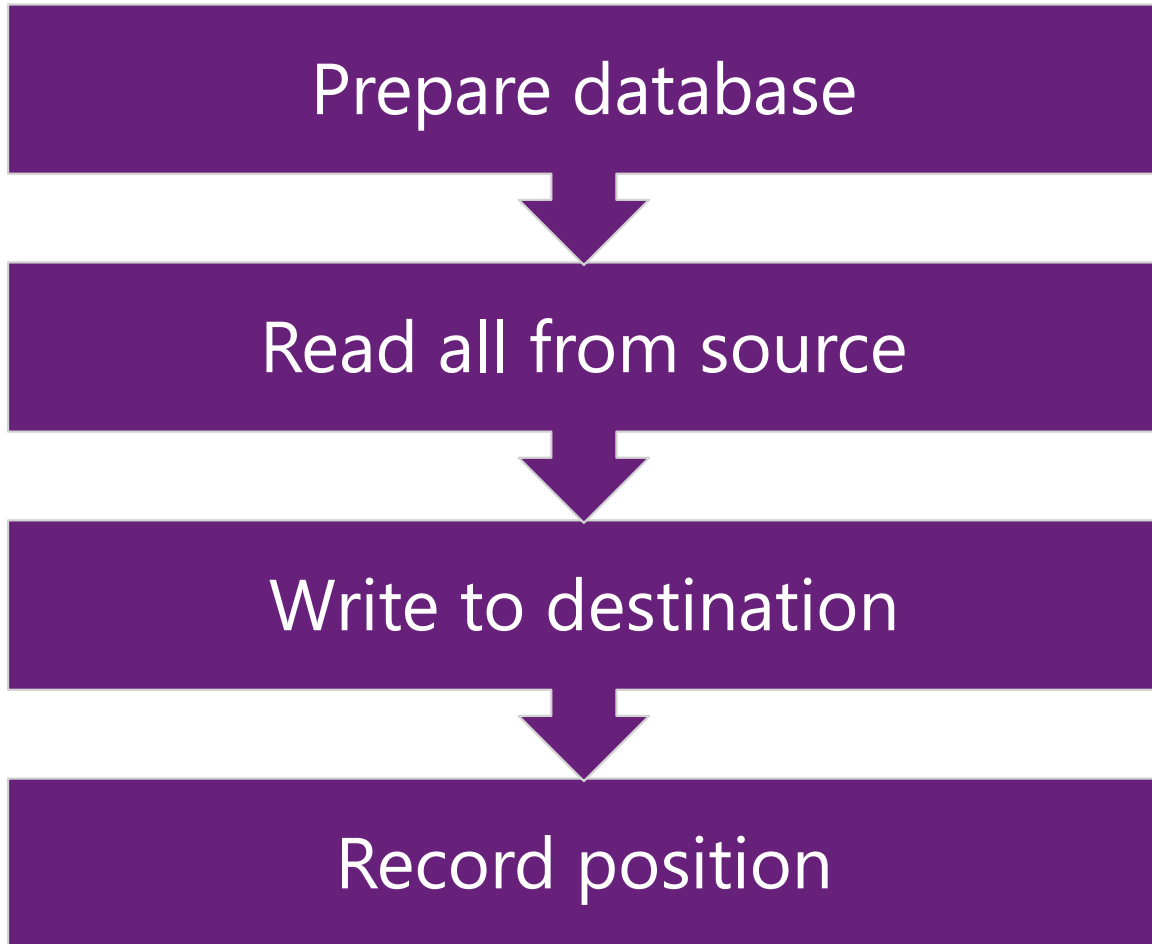 Prepare database
Read all from source
Write to destination
Record position